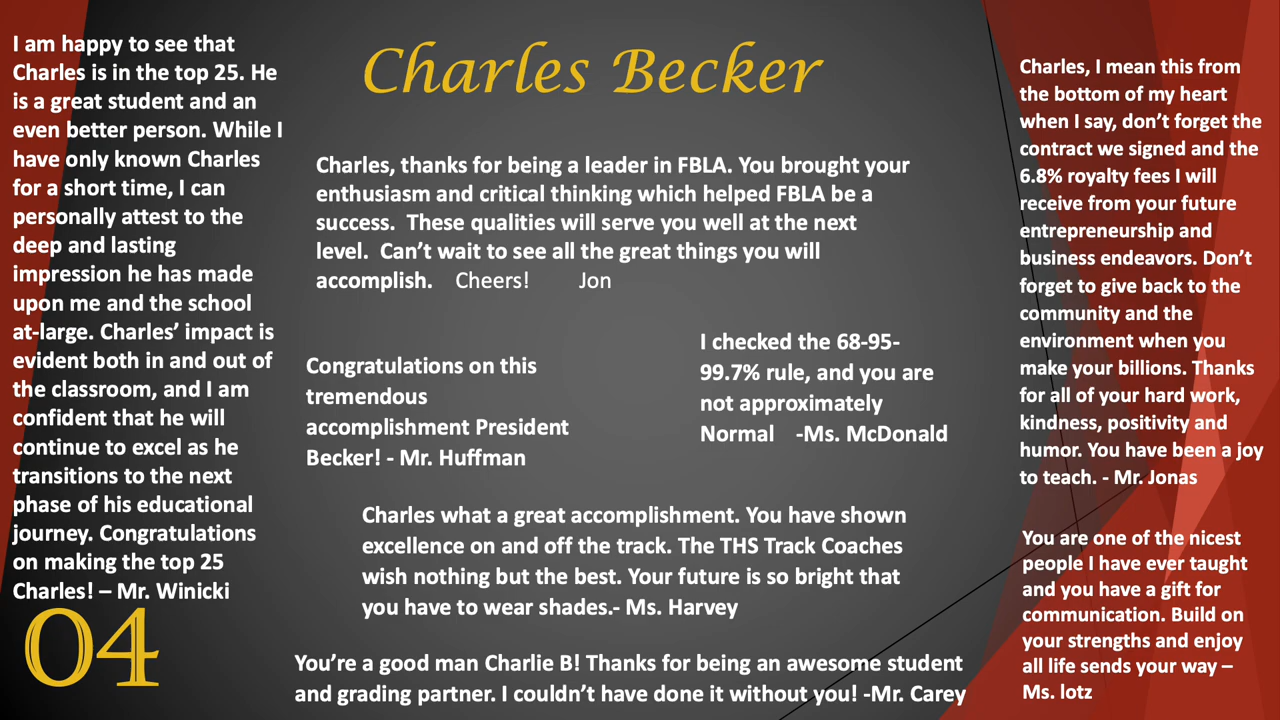 I am happy to see that
Charles is in the top 25. He
is a great student and an
even better person. While I
have only known Charles
for a short time, I can
personally attest to the
deep and lasting
impression he has made
upon me and the school
at-large. Charles’ impact is
evident both in and out of
the classroom, and I am
confident that he will
continue to excel as he
transitions to the next
phase of his educational
journey. Congratulations
on making the top 25
Charles! – Mr. Winicki
04
Charles Becker
Charles, thanks for being a leader in FBLA. You brought your
enthusiasm and critical thinking which helped FBLA be a
success.  These qualities will serve you well at the next
level.  Can’t wait to see all the great things you will
accomplish.    Cheers!        Jon
Congratulations on this
tremendous
accomplishment President
Becker! - Mr. Huffman
I checked the 68-95-
99.7% rule, and you are
not approximately
Normal    -Ms. McDonald
Charles what a great accomplishment. You have shown
excellence on and off the track. The THS Track Coaches
wish nothing but the best. Your future is so bright that
you have to wear shades.- Ms. Harvey
You’re a good man Charlie B! Thanks for being an awesome student
and grading partner. I couldn’t have done it without you! -Mr. Carey
Charles, I mean this from
the bottom of my heart
when I say, don’t forget the
contract we signed and the
6.8% royalty fees I will
receive from your future
entrepreneurship and
business endeavors. Don’t
forget to give back to the
community and the
environment when you
make your billions. Thanks
for all of your hard work,
kindness, positivity and
humor. You have been a joy
to teach. - Mr. Jonas
You are one of the nicest
people I have ever taught
and you have a gift for
communication. Build on
your strengths and enjoy
all life sends your way –
Ms. lotz